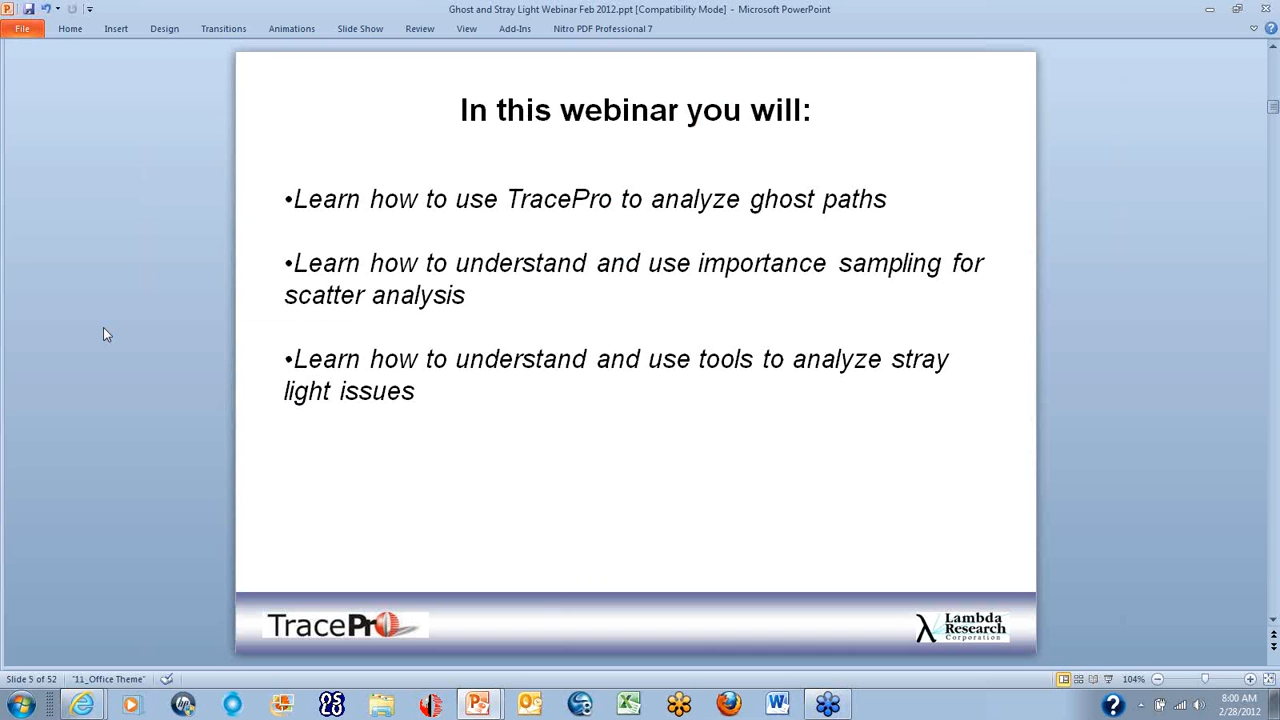 Ghost and Stray Light Webinar Feb 2012.ppt [Compatibility Mode] - Microsoft PowerPoint
File Home Insert Design Transitions Animations Slide Show Review View Add-Ins Nitro PDF Professional 7
In this webinar you will:
•Learn how to use TracePro to analyze ghost paths
•Learn how to understand and use importance sampling for
scatter analysis
•Learn how to understand and use tools to analyze stray
light issues
TracePro
λ Lambda
Research
Corporation
Slide 5 of 52 "11_Office Theme" 104%
8:00 AM
2/28/2012